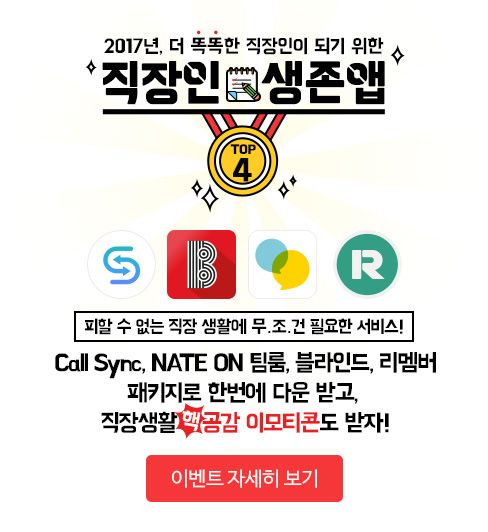 2017년, 더 똑똑한 직장인이 되기 위한
직장인 생존앱
TOP
4
S B R
피할 수 없는 직장 생활에 무.조.건 필요한 서비스!
Call Sync, NATE ON 팀룸, 블라인드, 리멤버
패키지로 한번에 다운 받고,
직장생활 핵공감 이모티콘도 받자!
이벤트 자세히 보기